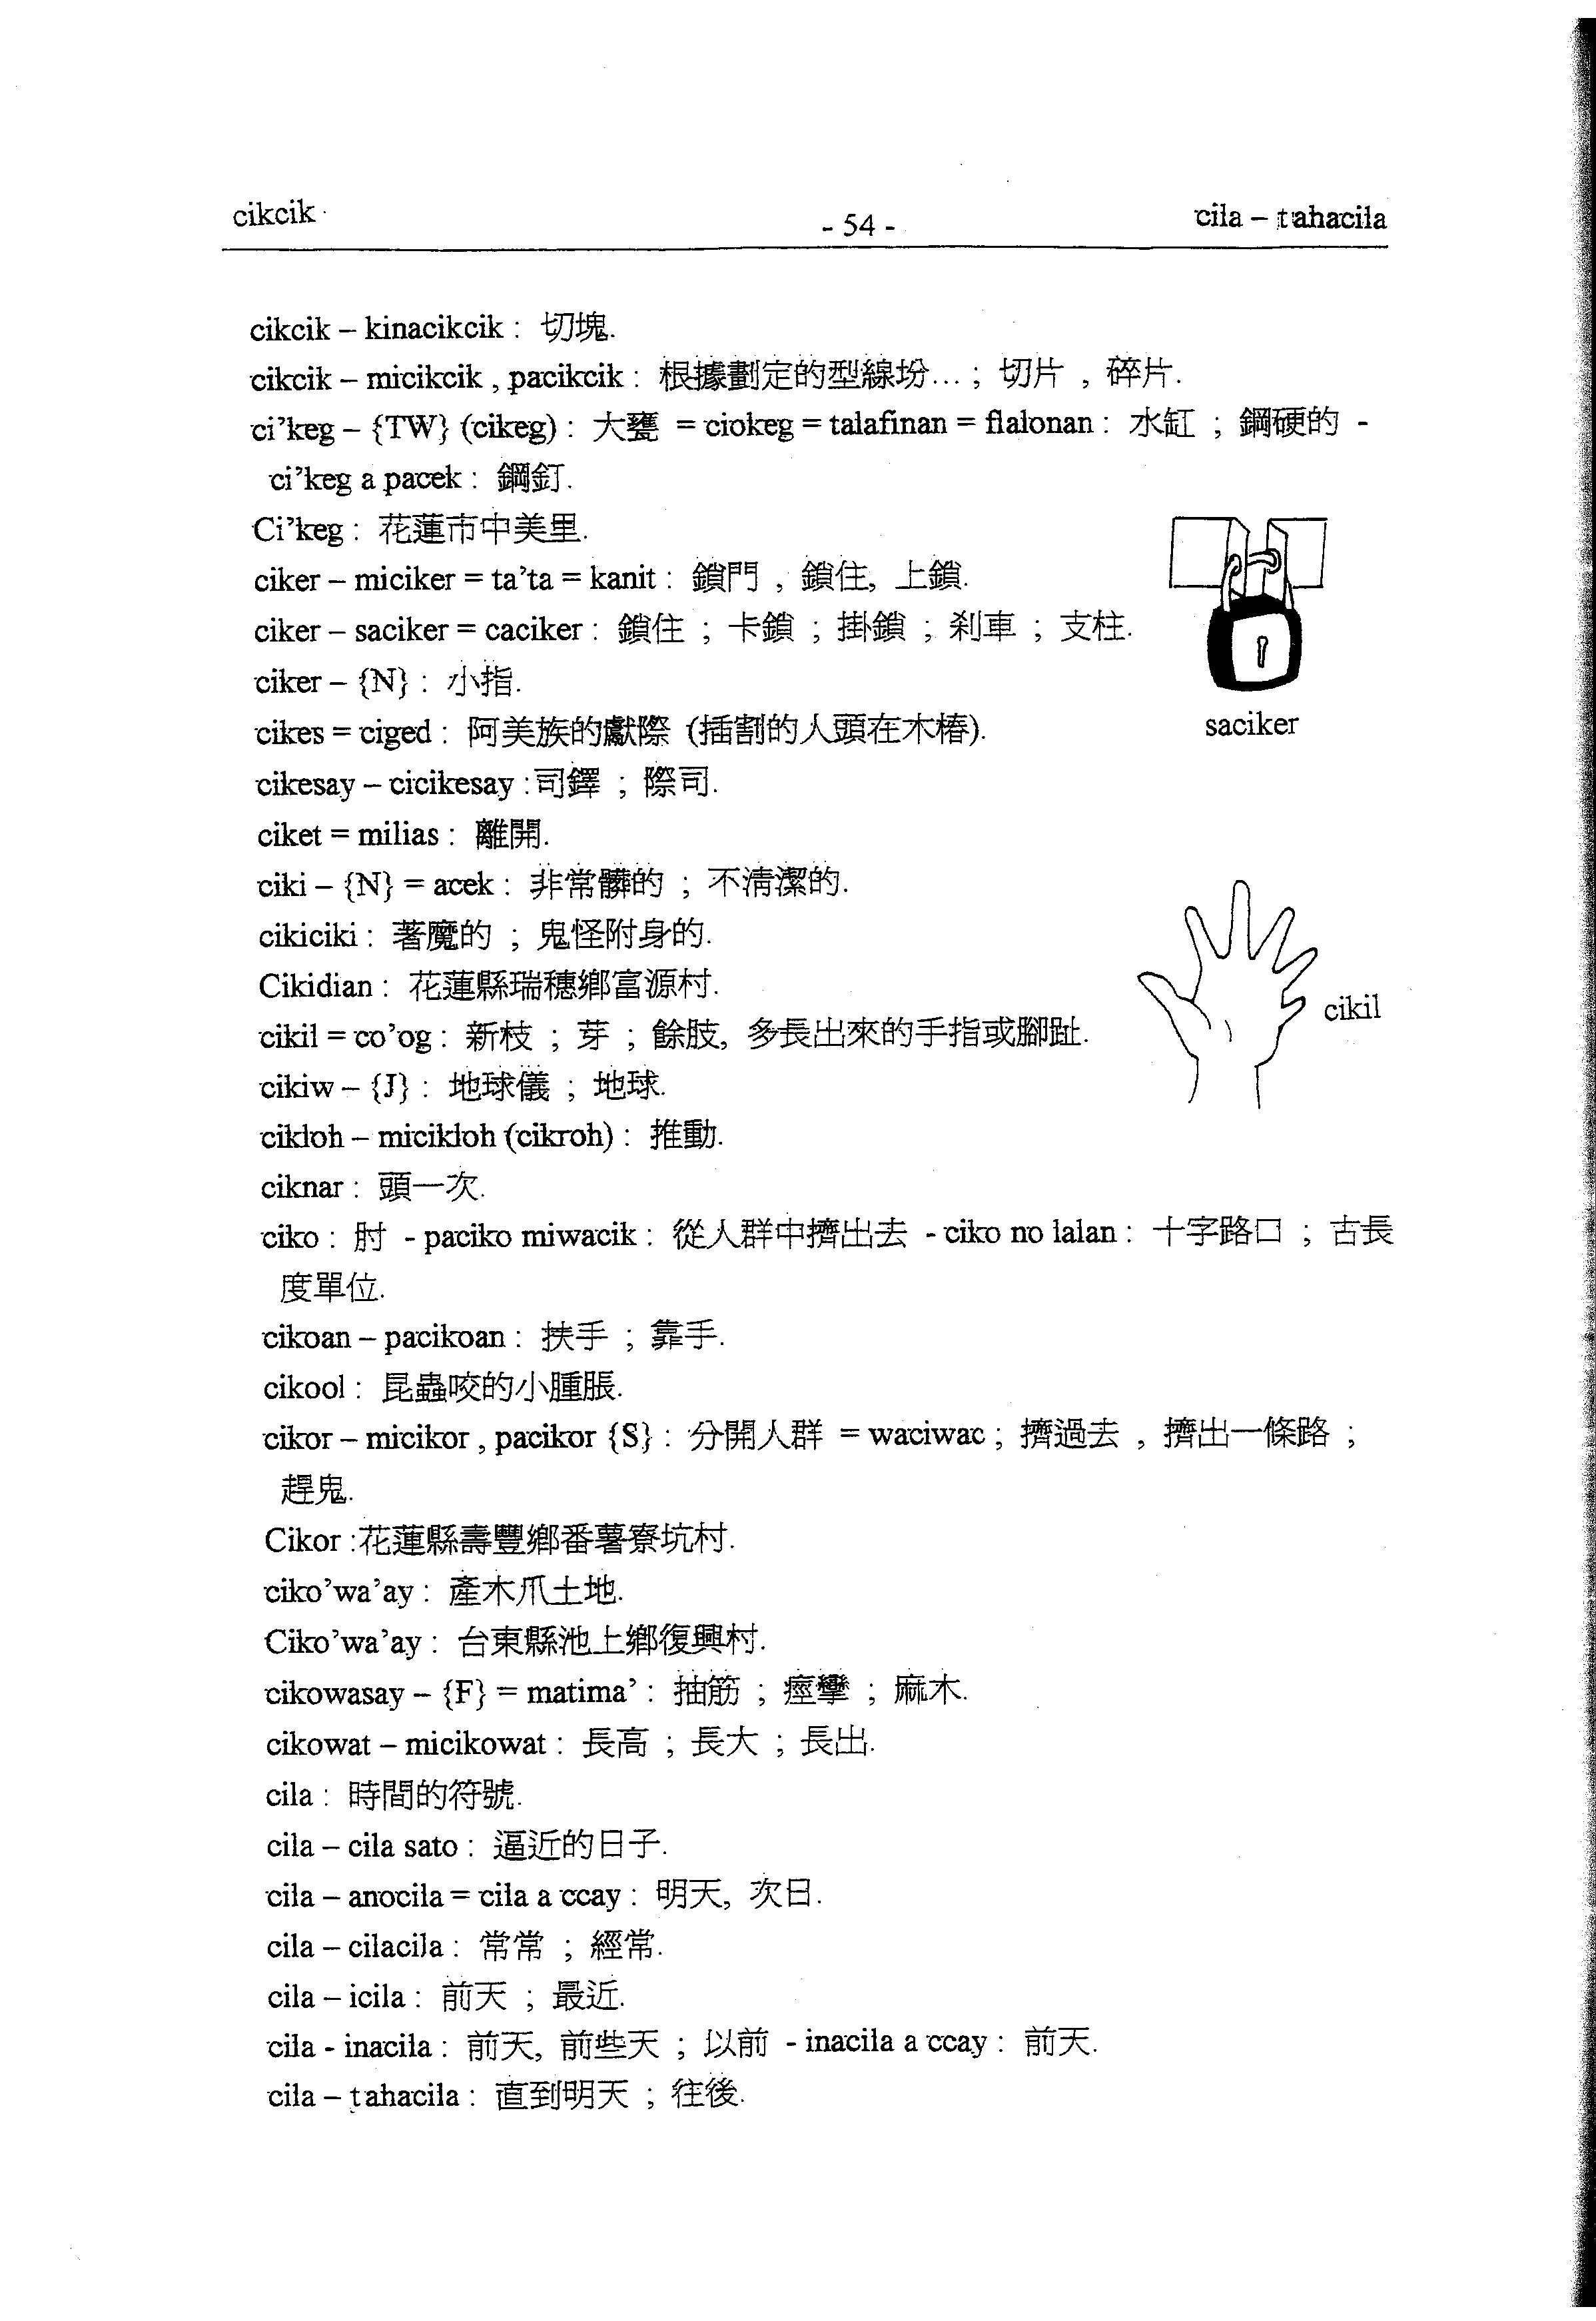 cikcik
- 54 -
cila – tahacila
cikcik – kinacikcik : 切塊.
cikcik – micikcik , pacikcik : 根據劃定的型線坋... ; 切片 , 碎片.
ci’keg – {TW} (cikeg) : 大甕 = ciokeg = talafinan = flalonan : 水缸 ; 鋼硬的 -
ci’keg a pacek : 鋼釘.
Ci’keg : 花蓮市中美里.
ciker – miciker = ta’ta = kanit : 鎖門 , 鎖住, 上鎖.
ciker – saciker = caciker : 鎖住 ; 卡鎖 ; 掛鎖 ; 剎車 ; 支柱.
ciker – {N} : 小指.
saciker
cikes = ciged : 阿美族的獻際 (插割的人頭在木樁).
cikesay – cicikesay :司鐸 ; 際司.
ciket = milias : 離開.
ciki – {N} = acek : 非常髒的 ; 不清潔的.
cikiciki : 著魔的 ; 鬼怪附身的.
Cikidian : 花蓮縣瑞穗鄉富源村.
cikil
cikil = co’og : 新枝 ; 芽 ; 餘肢, 多長出來的手指或腳趾.
cikiw – {J} : 地球儀 ; 地球.
cikloh – micikloh (cikroh) : 推動.
ciknar : 頭一次.
ciko : 肘 - paciko miwacik : 從人群中擠出去 - ciko no lalan : 十字路口 ; 古長
度單位.
cikoan – pacikoan : 扶手 ; 靠手.
cikool : 昆蟲咬的小腫脹.
cikor – micikor , pacikor {S} : 分開人群 = waciwac ; 擠過去 , 擠出一條路 ;
趕鬼.
Cikor :花蓮縣壽豐鄉番薯寮坑村.
ciko’wa’ay : 產木爪土地.
Ciko’wa’ay : 台東縣池上鄉復興村.
cikowasay – {F} = matima’ : 抽筋 ; 痙攣 ; 麻木.
cikowat – micikowat : 長高 ; 長大 ; 長出.
cila : 時間的符號.
cila – cila sato : 逼近的日子.
cila – anocila = cila a ccay : 明天, 次日.
cila – cilacila : 常常 ; 經常.
cila – icila : 前天 ; 最近.
cila - inacila : 前天, 前些天 ; 以前 - inacila a ccay : 前天.
cila – tahacila : 直到明天 ; 往後.